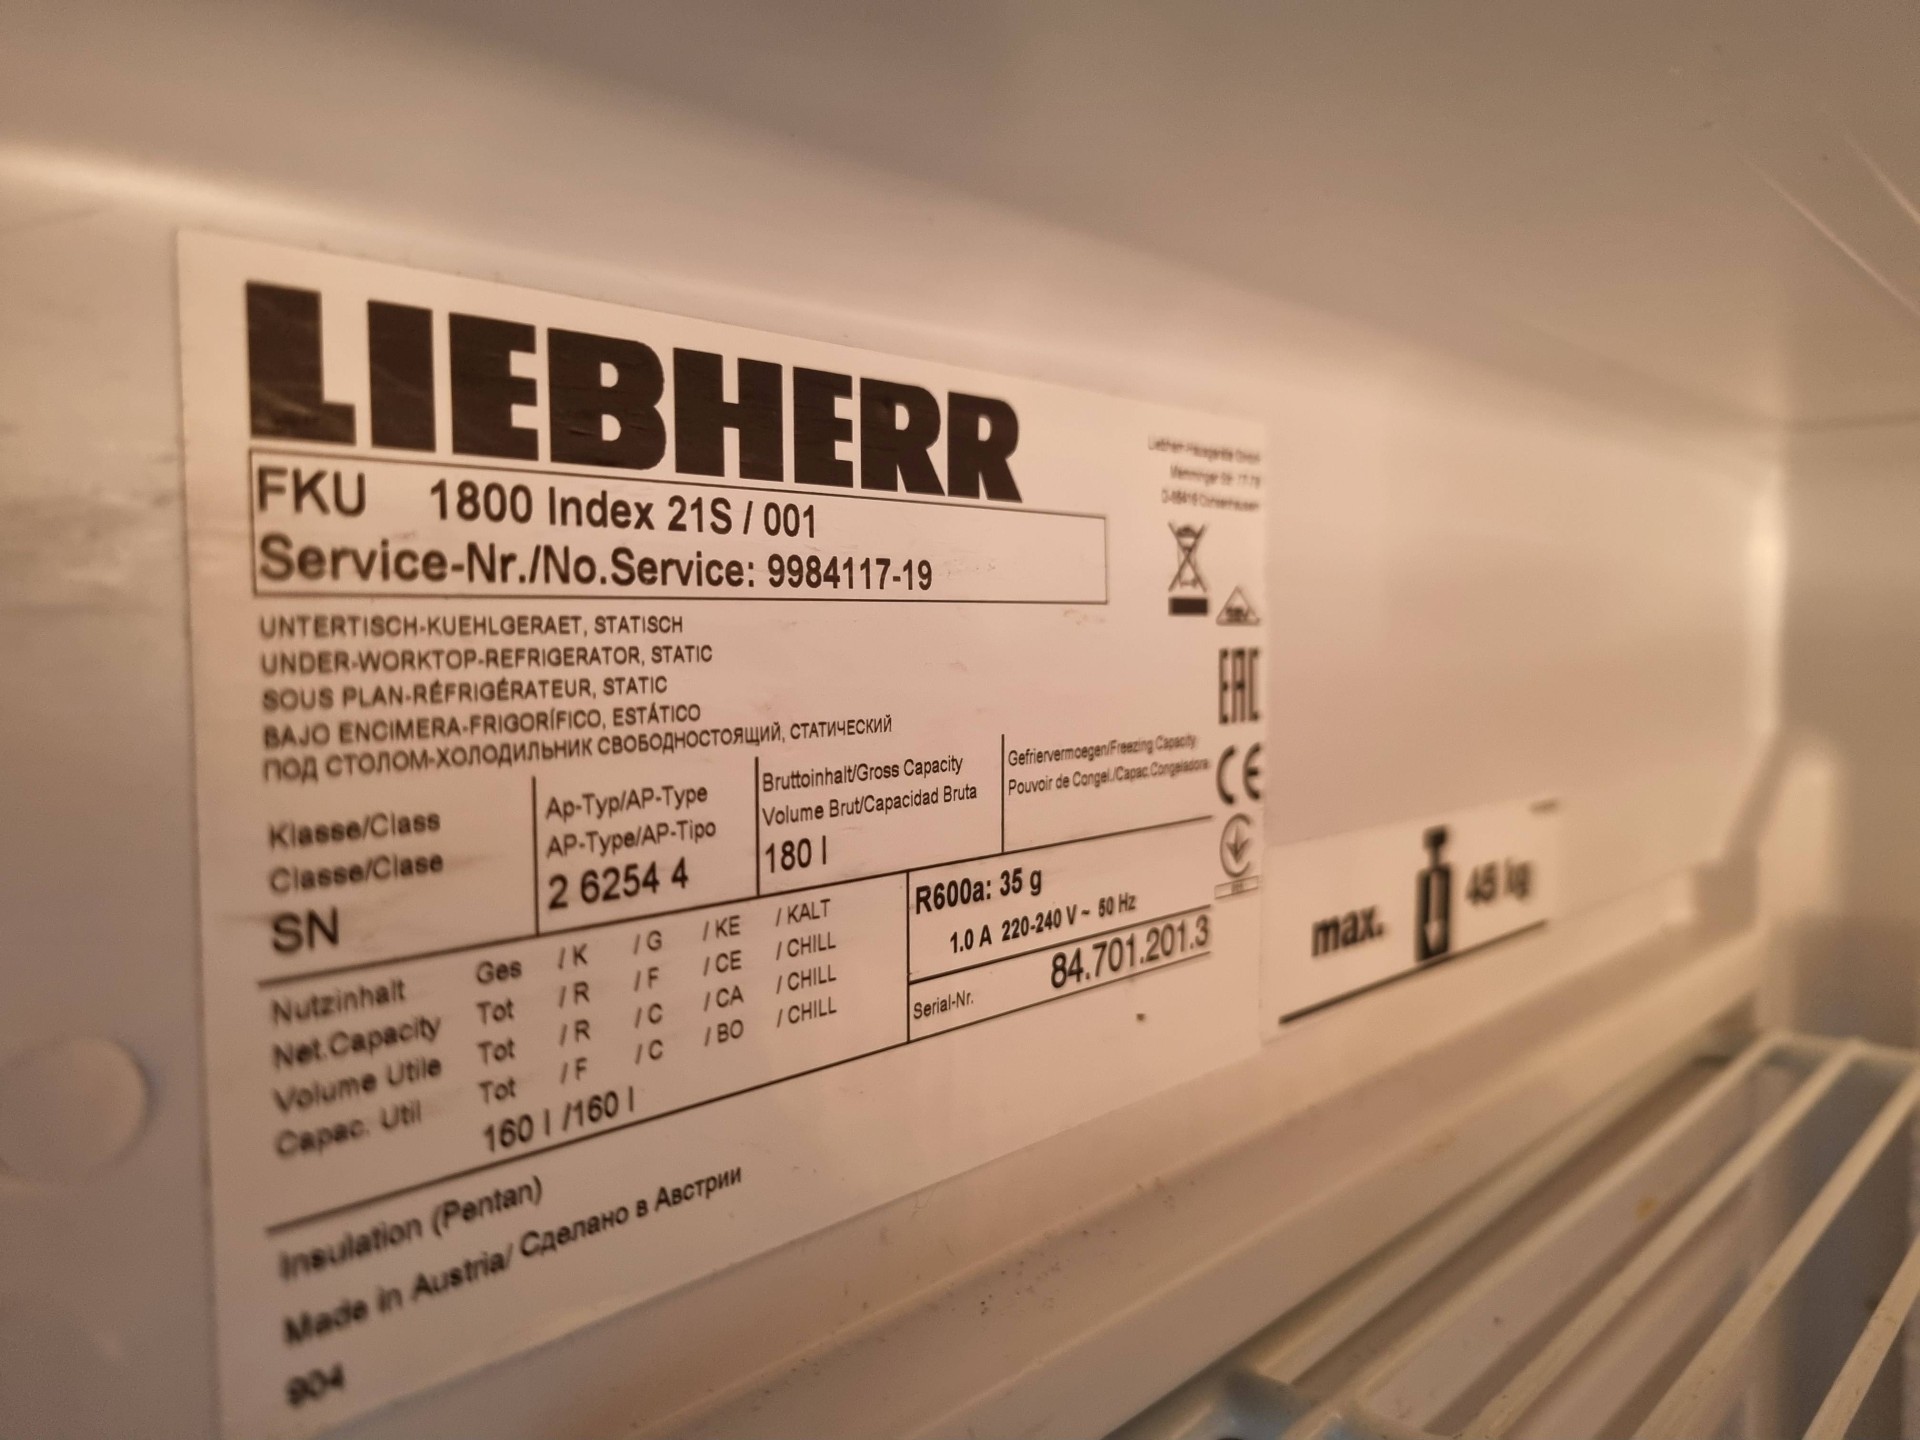 LIEBHERR
FKU 1800 Index 21S / 001
Service-Nr./No.Service: 9984117-19
UNTERTISCH-KUEHLGERAET, STATISCH
UNDER-WORKTOP-REFRIGERATOR, STATIC
SOUS PLAN-RÉFRIGÉRATEUR, STATIC
BAJO ENCIMERA-FRIGORÍFICO, ESTÁTICO
ПОД СТОЛОМ-ХОЛОДИЛЬНИК СВОБОДНОСТОЯЩИЙ, СТАТИЧЕСКИЙ
Klasse/Class
Classe/Clase
SN
Ap-Typ/AP-Type
AP-Type/AP-Tipo
2 6254 4
Bruttoinhalt/Gross Capacity
Volume Brut/Capacidad Bruta
180 l
Gefriervermoegen/Freezing Capacity
Pouvoir de Congel./Capac.Congeladora
Nutzinhalt Ges / K / G / KE / KALT
Net.Capacity Tot / R / F / CE / CHILL
Volume Utile Tot / R / C / CA / CHILL
Capac. Util Tot / F / C / BO / CHILL
160 l /160 l
R600a: 35 g
1.0 A 220-240 V ~ 50 Hz
Serial-Nr. 84.701.201.3
Insulation (Pentan)
Made in Austria/ Сделано в Австрии
904
EAC
CE
max. 45 kg